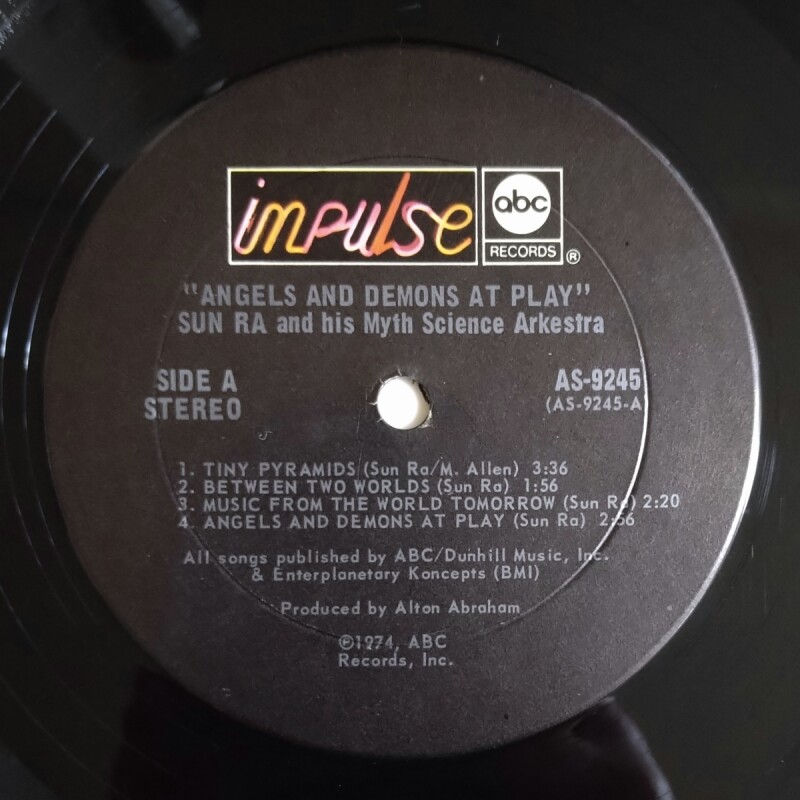 impulse
abc
RECORDS ®
"ANGELS AND DEMONS AT PLAY"
SUN RA and his Myth Science Arkestra
SIDE A
STEREO
AS-9245
(AS-9245-A
1. TINY PYRAMIDS (Sun Ra/M. Allen) 3:36
2. BETWEEN TWO WORLDS (Sun Ra) 1:56
3. MUSIC FROM THE WORLD TOMORROW (Sun Ra) 2:20
4. ANGELS AND DEMONS AT PLAY (Sun Ra) 2:56
All songs published by ABC/Dunhill Music, Inc.
& Enterplanetary Koncepts (BMI)
Produced by Alton Abraham
℗1974, ABC
Records, Inc.